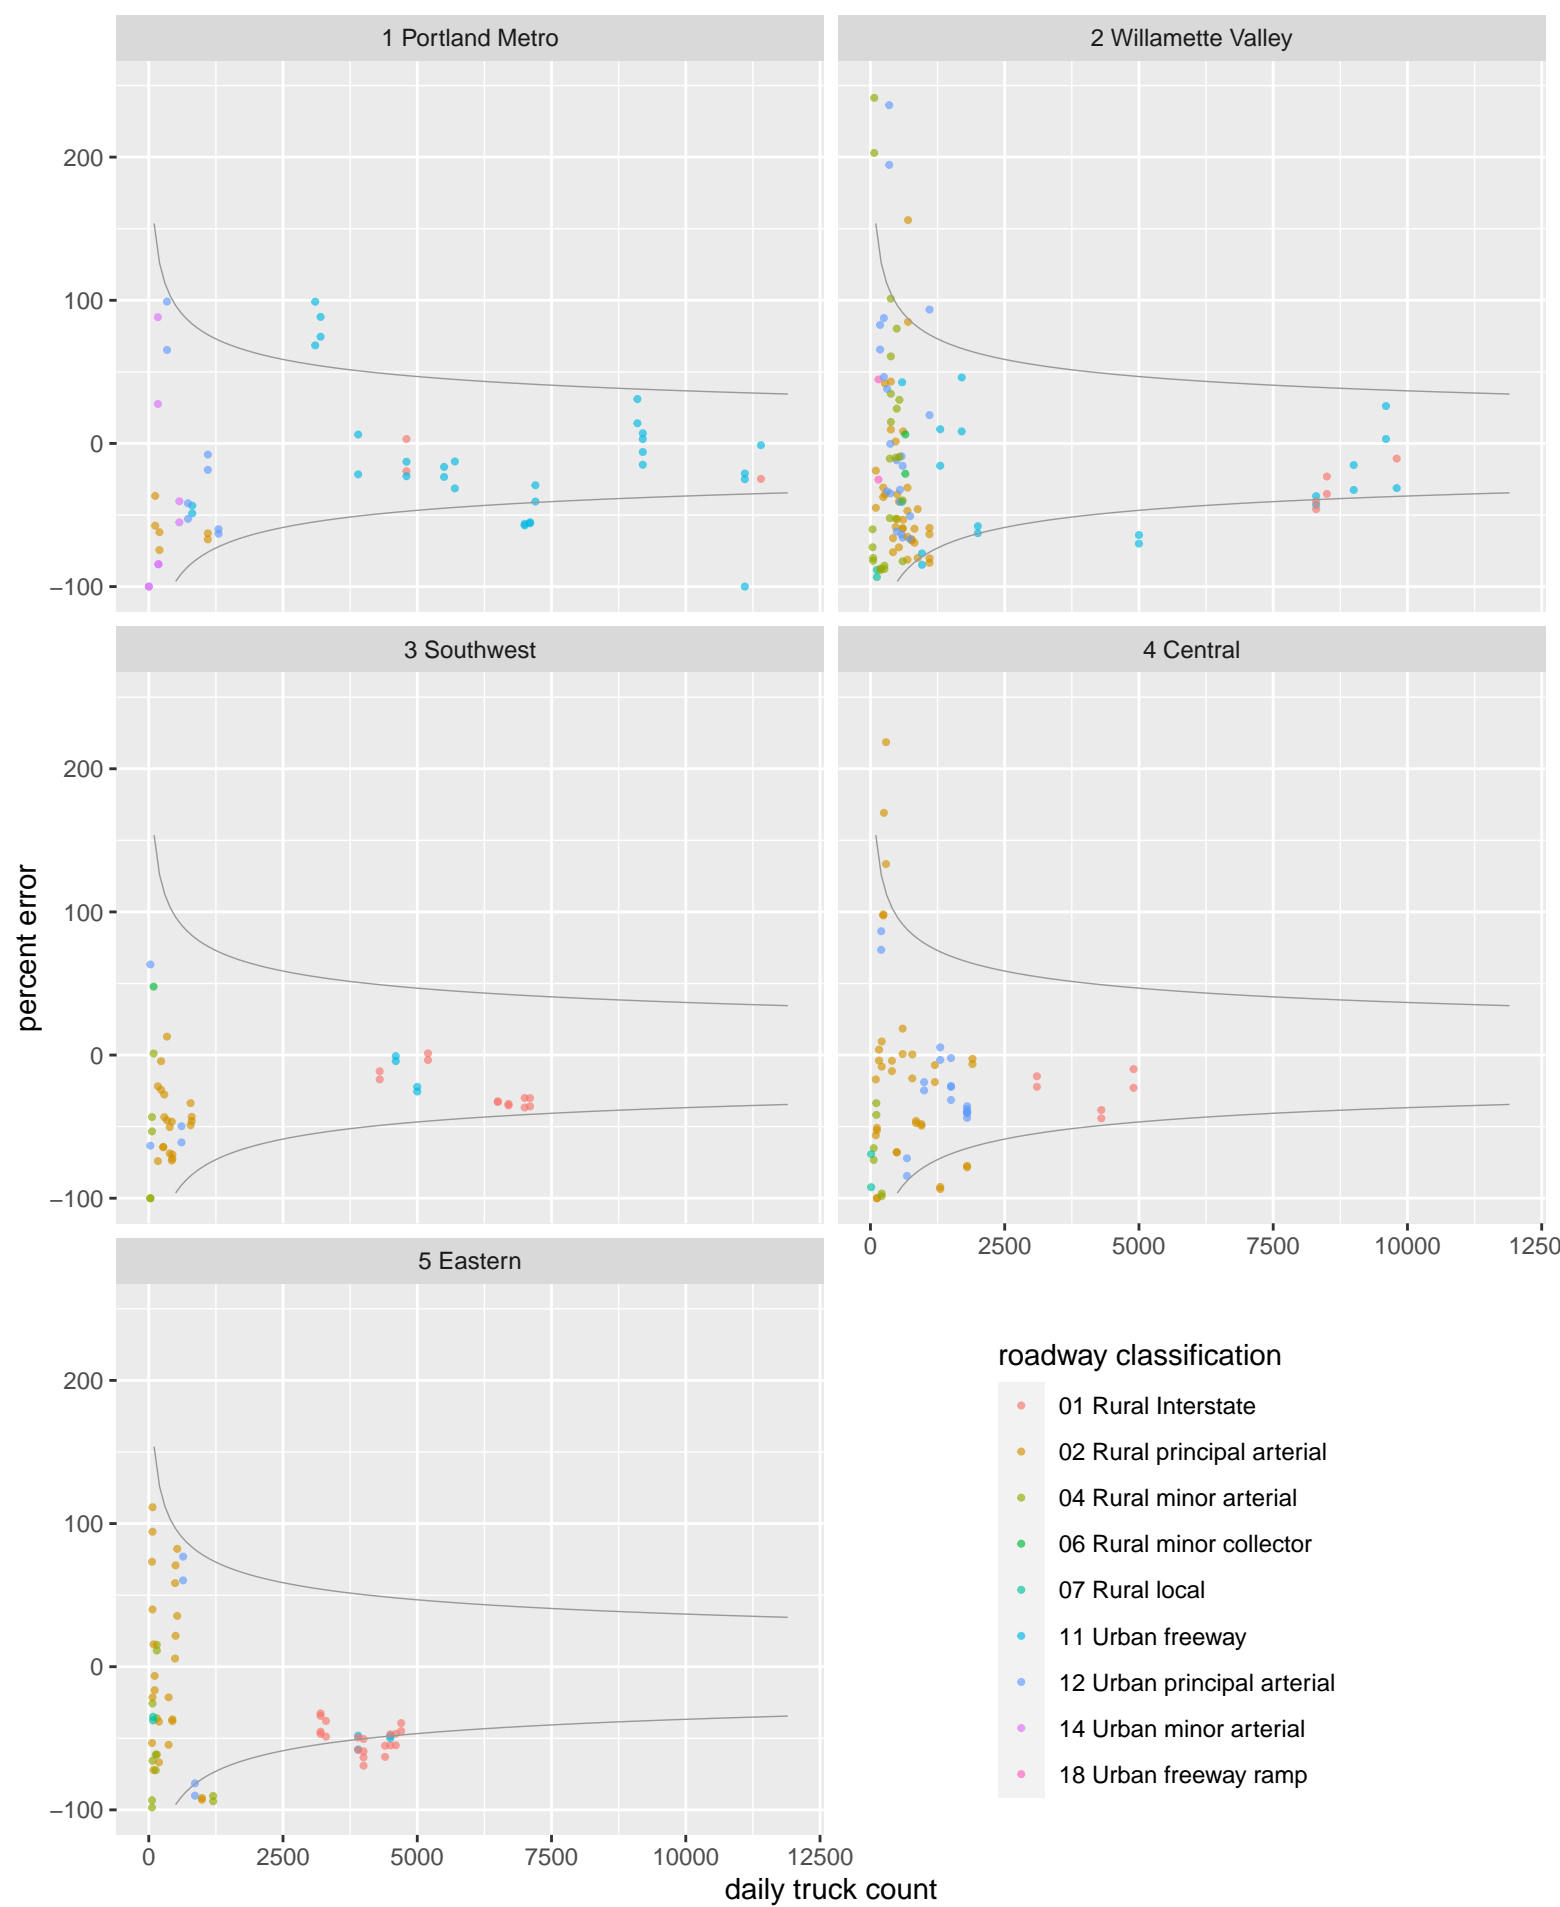 1 Portland Metro
2 Willamette Valley
200
100
0
−100
3 Southwest
4 Central
200
100
0
−100
0 2500 5000 7500 10000 1250
5 Eastern
200
100
0
−100
0 2500 5000 7500 10000 12500
percent error
daily truck count
roadway classification
01 Rural Interstate
02 Rural principal arterial
04 Rural minor arterial
06 Rural minor collector
07 Rural local
11 Urban freeway
12 Urban principal arterial
14 Urban minor arterial
18 Urban freeway ramp